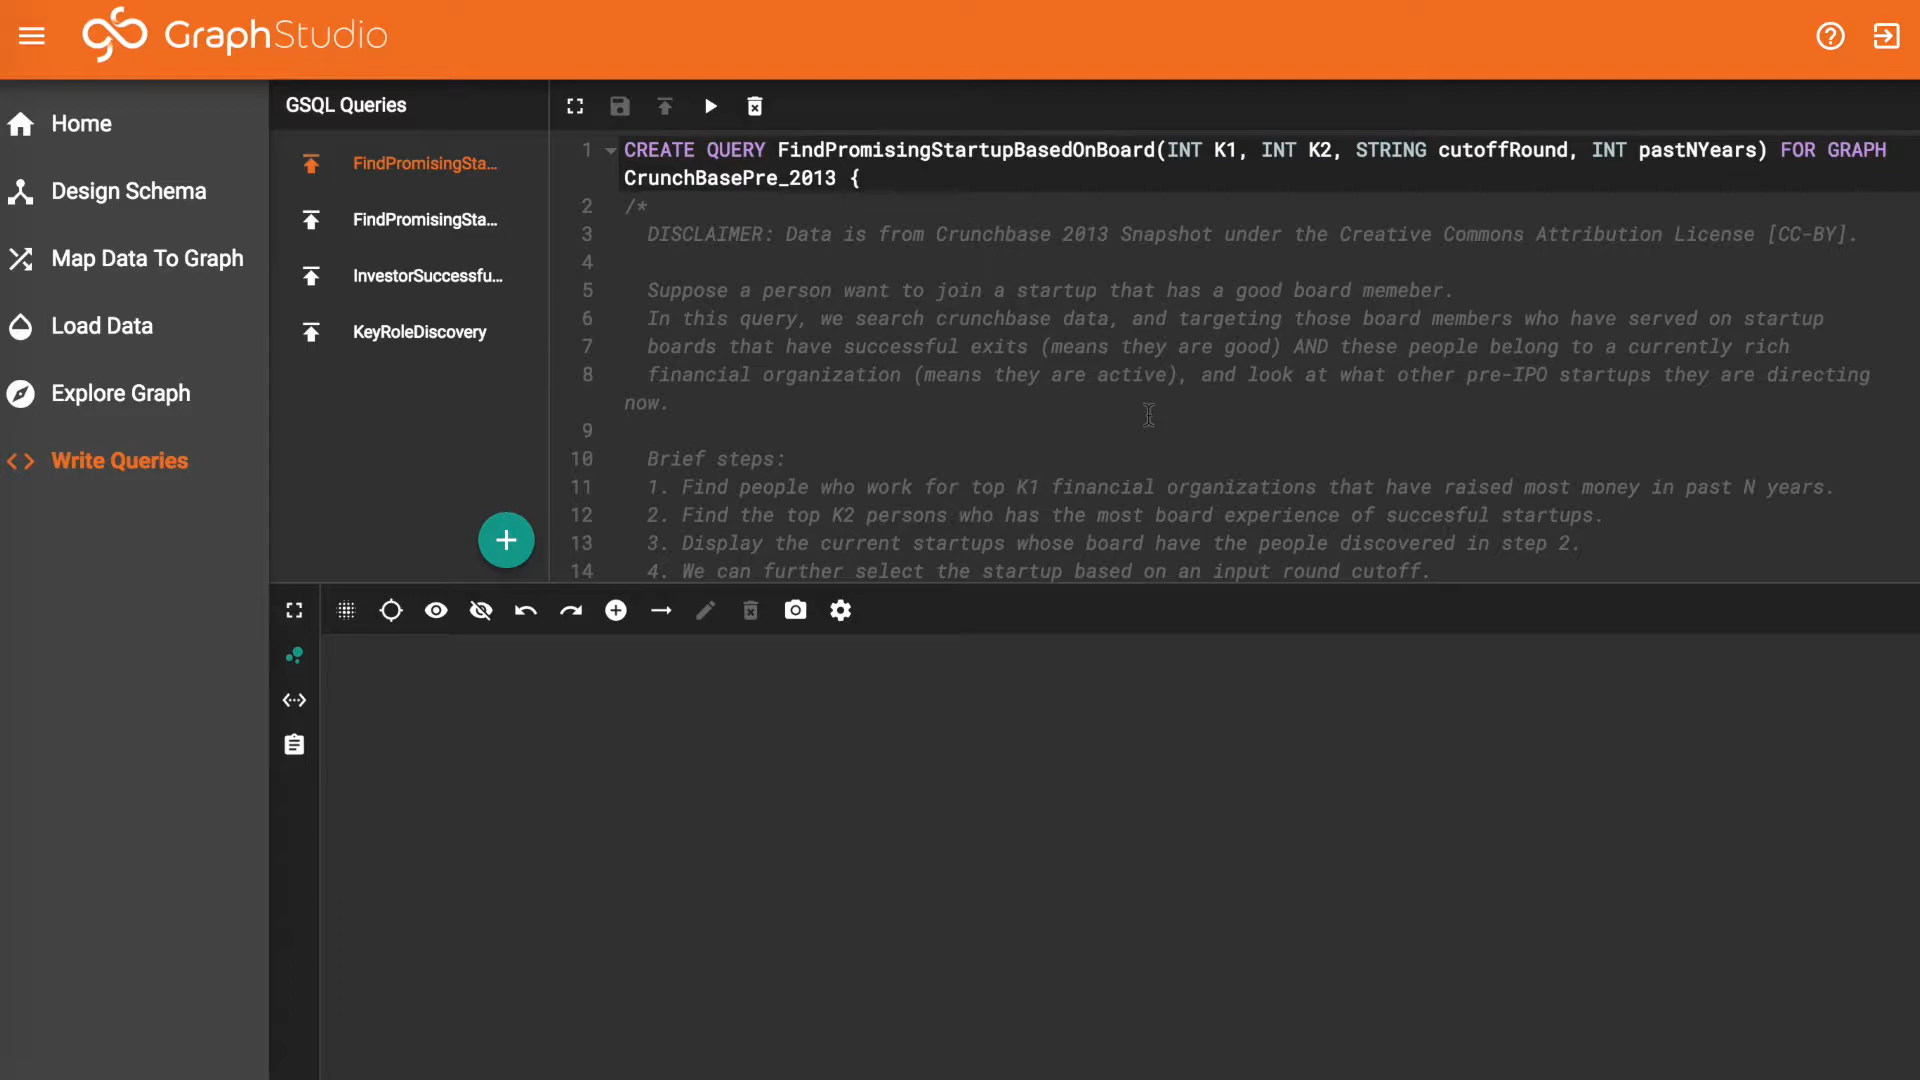 GraphStudio
Home
Design Schema
Map Data To Graph
Load Data
Explore Graph
Write Queries
GSQL Queries
FindPromisingSta...
FindPromisingSta...
InvestorSuccessfu...
KeyRoleDiscovery
1 CREATE QUERY FindPromisingStartupBasedOnBoard(INT K1, INT K2, STRING cutoffRound, INT pastNYears) FOR GRAPH
CrunchBasePre_2013 {
2 /*
3 DISCLAIMER: Data is from Crunchbase 2013 Snapshot under the Creative Commons Attribution License [CC-BY].
4
5 Suppose a person want to join a startup that has a good board memeber.
6 In this query, we search crunchbase data, and targeting those board members who have served on startup
7 boards that have successful exits (means they are good) AND these people belong to a currently rich
8 financial organization (means they are active), and look at what other pre-IPO startups they are directing
now.
9
10 Brief steps:
11 1. Find people who work for top K1 financial organizations that have raised most money in past N years.
12 2. Find the top K2 persons who has the most board experience of succesful startups.
13 3. Display the current startups whose board have the people discovered in step 2.
14 4. We can further select the startup based on an input round cutoff.